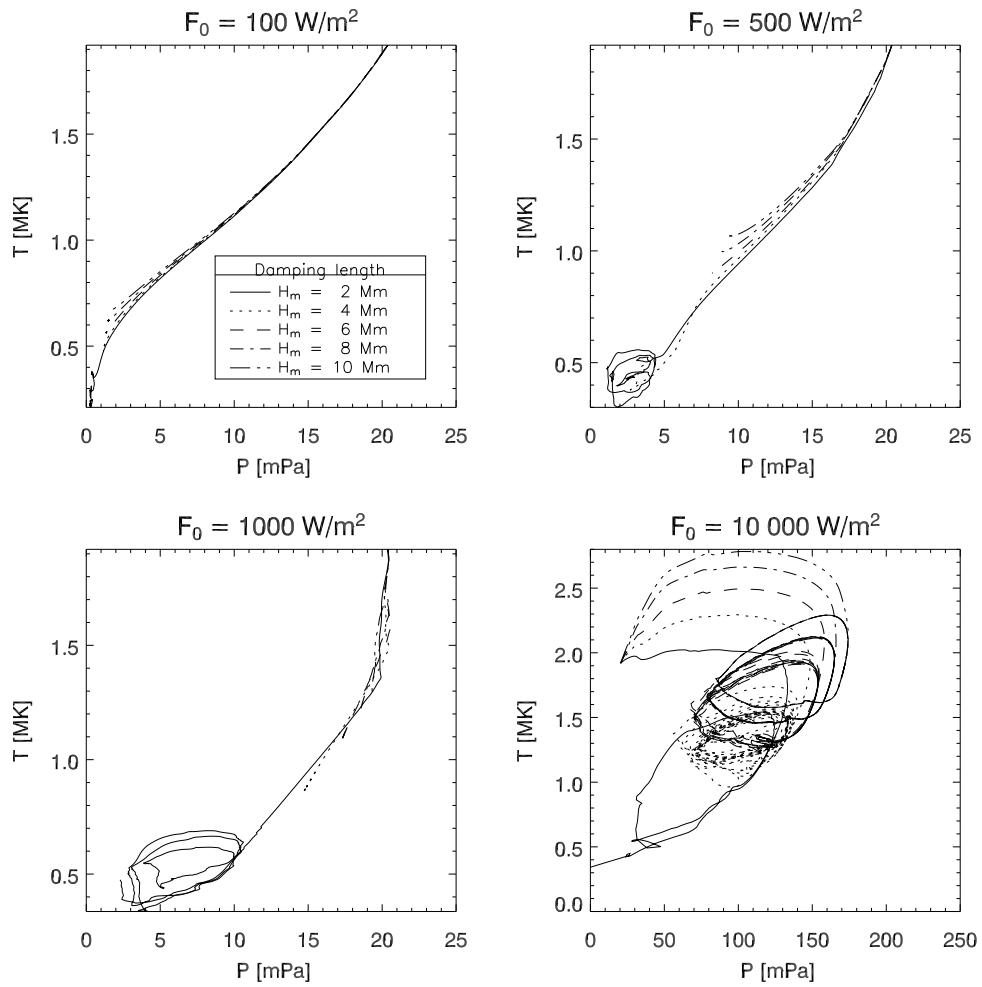 F₀ = 100 W/m²
T [MK]
1.5
1.0
0.5
0 5 10 15 20 25
P [mPa]
Damping length
Hₘ = 2 Mm
Hₘ = 4 Mm
Hₘ = 6 Mm
Hₘ = 8 Mm
Hₘ = 10 Mm
F₀ = 500 W/m²
T [MK]
1.5
1.0
0.5
0 5 10 15 20 25
P [mPa]
F₀ = 1000 W/m²
T [MK]
1.5
1.0
0.5
0 5 10 15 20 25
P [mPa]
F₀ = 10 000 W/m²
T [MK]
2.5
2.0
1.5
1.0
0.5
0.0
0 50 100 150 200 250
P [mPa]